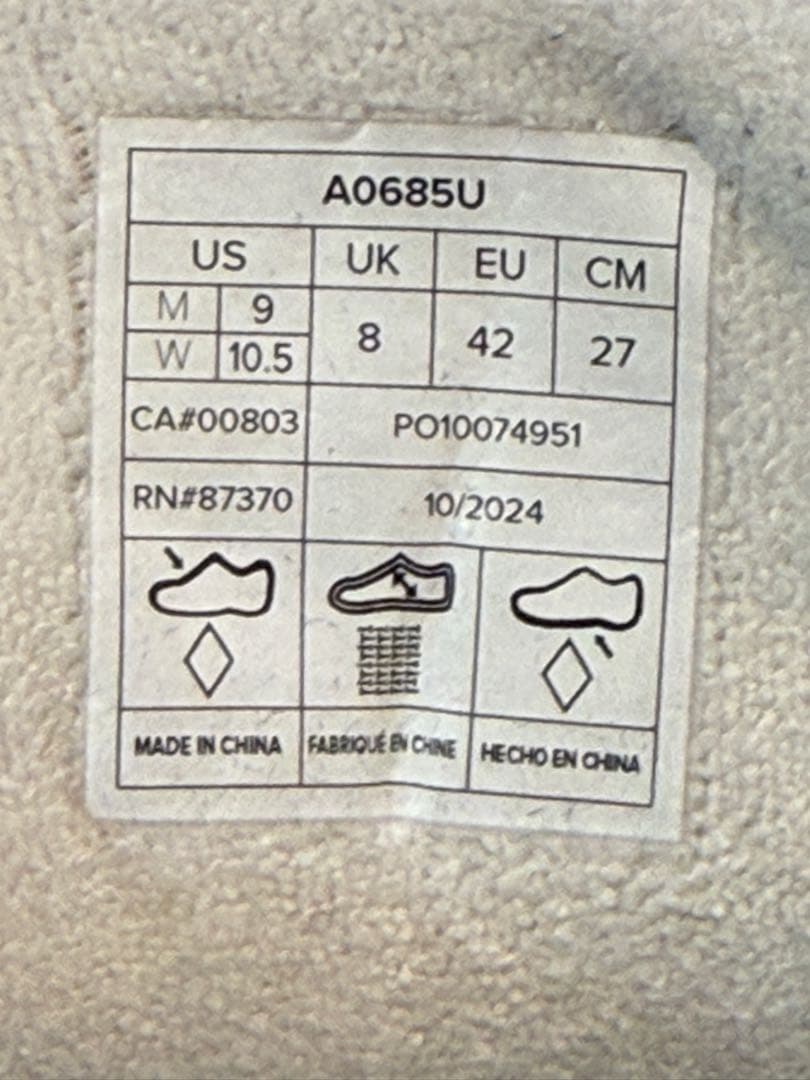 A0685U
US UK EU CM
M 9
8 42 27
W 10.5
CA#00803 PO10074951
RN#87370 10/2024
MADE IN CHINA FABRIQUÉ EN CHINE HECHO EN CHINA